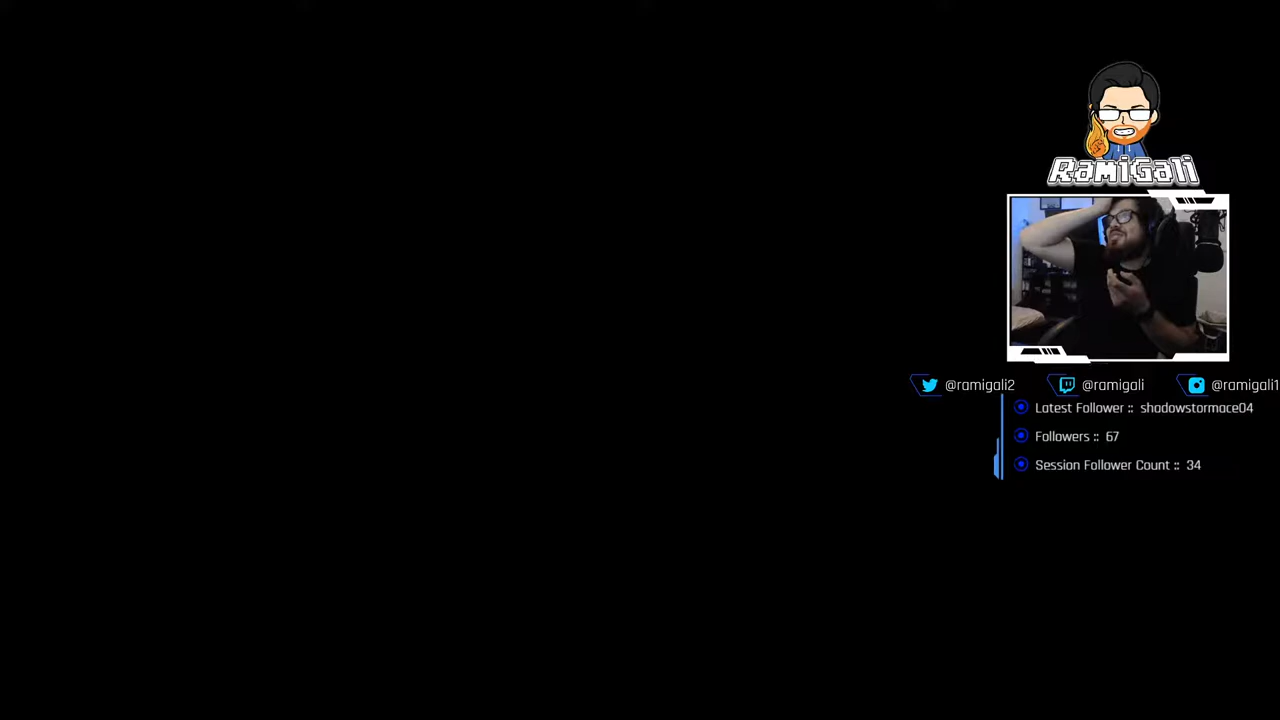 RamiGali
@ramigali2 @ramigali @ramigali1
Latest Follower :: shadowstormace04
Followers :: 67
Session Follower Count :: 34